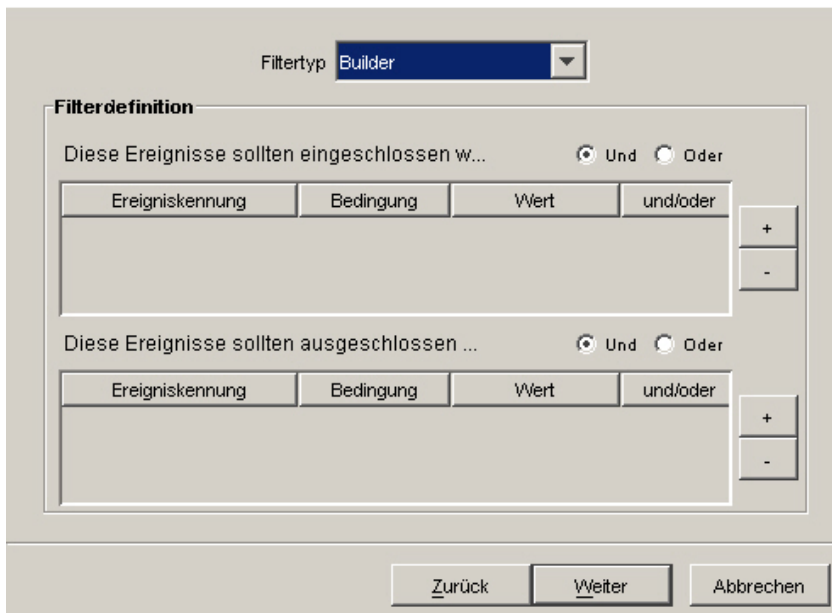 Filtertyp Builder
Filterdefinition
Diese Ereignisse sollten eingeschlossen w... Und Oder
Ereigniskennung Bedingung Wert und/oder
+
-
Diese Ereignisse sollten ausgeschlossen ... Und Oder
Ereigniskennung Bedingung Wert und/oder
+
-
Zurück Weiter Abbrechen